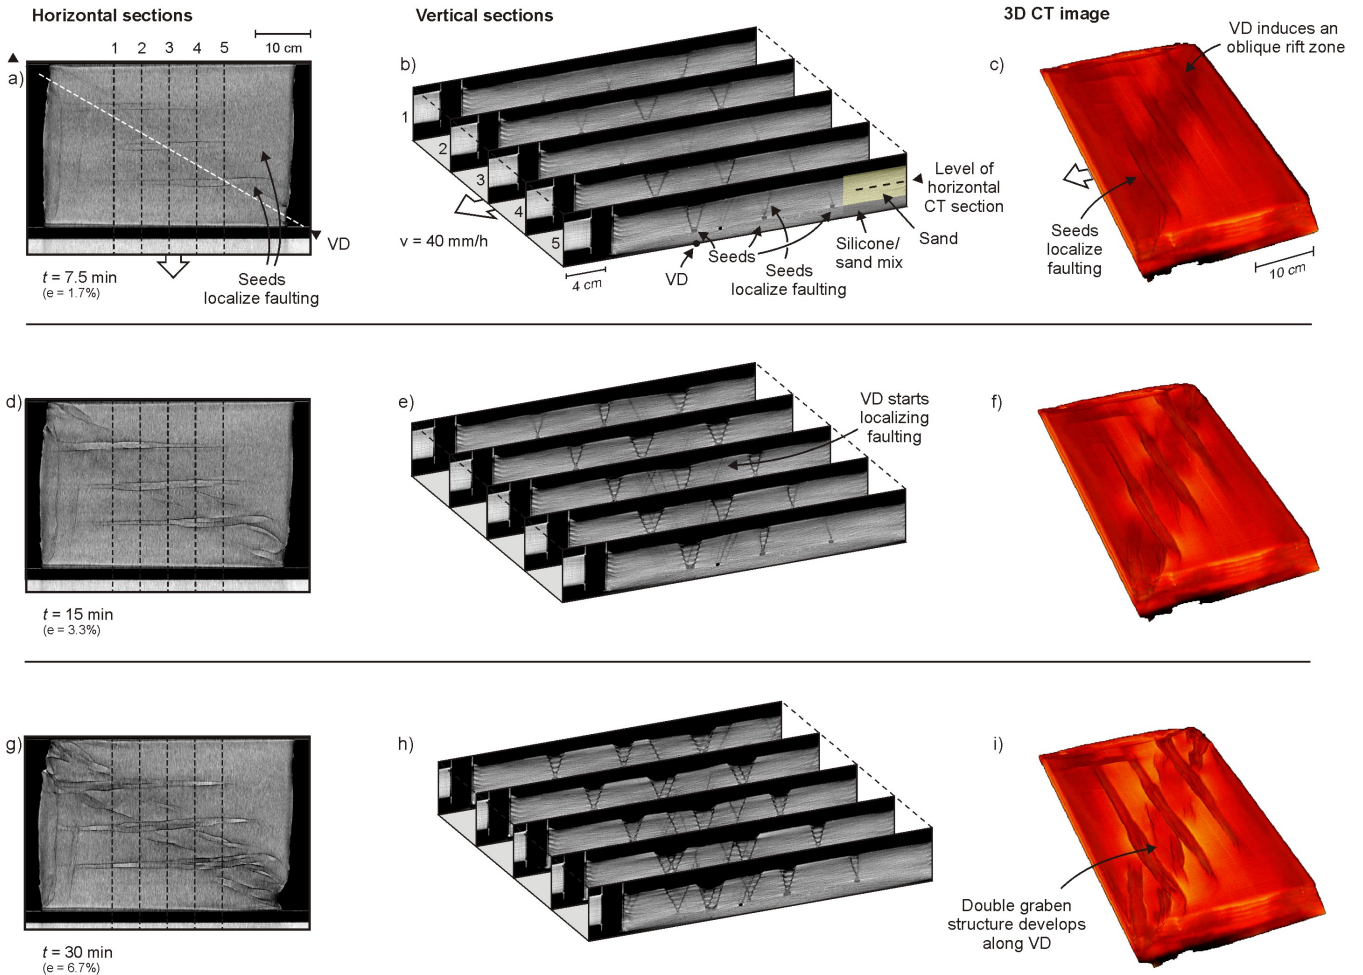 Horizontal sections
Vertical sections
3D CT image
10 cm
1 2 3 4 5
a)
VD
t = 7.5 min
(e = 1.7%)
Seeds
localize faulting
b)
1
2
3
4
5
v = 40 mm/h
4 cm
VD
Seeds
Seeds
localize faulting
Silicone/
sand mix
Sand
Level of
horizontal
CT section
c)
VD induces an
oblique rift zone
Seeds
localize
faulting
10 cm
d)
t = 15 min
(e = 3.3%)
e)
VD starts
localizing
faulting
f)
g)
t = 30 min
(e = 6.7%)
h)
i)
Double graben
structure develops
along VD